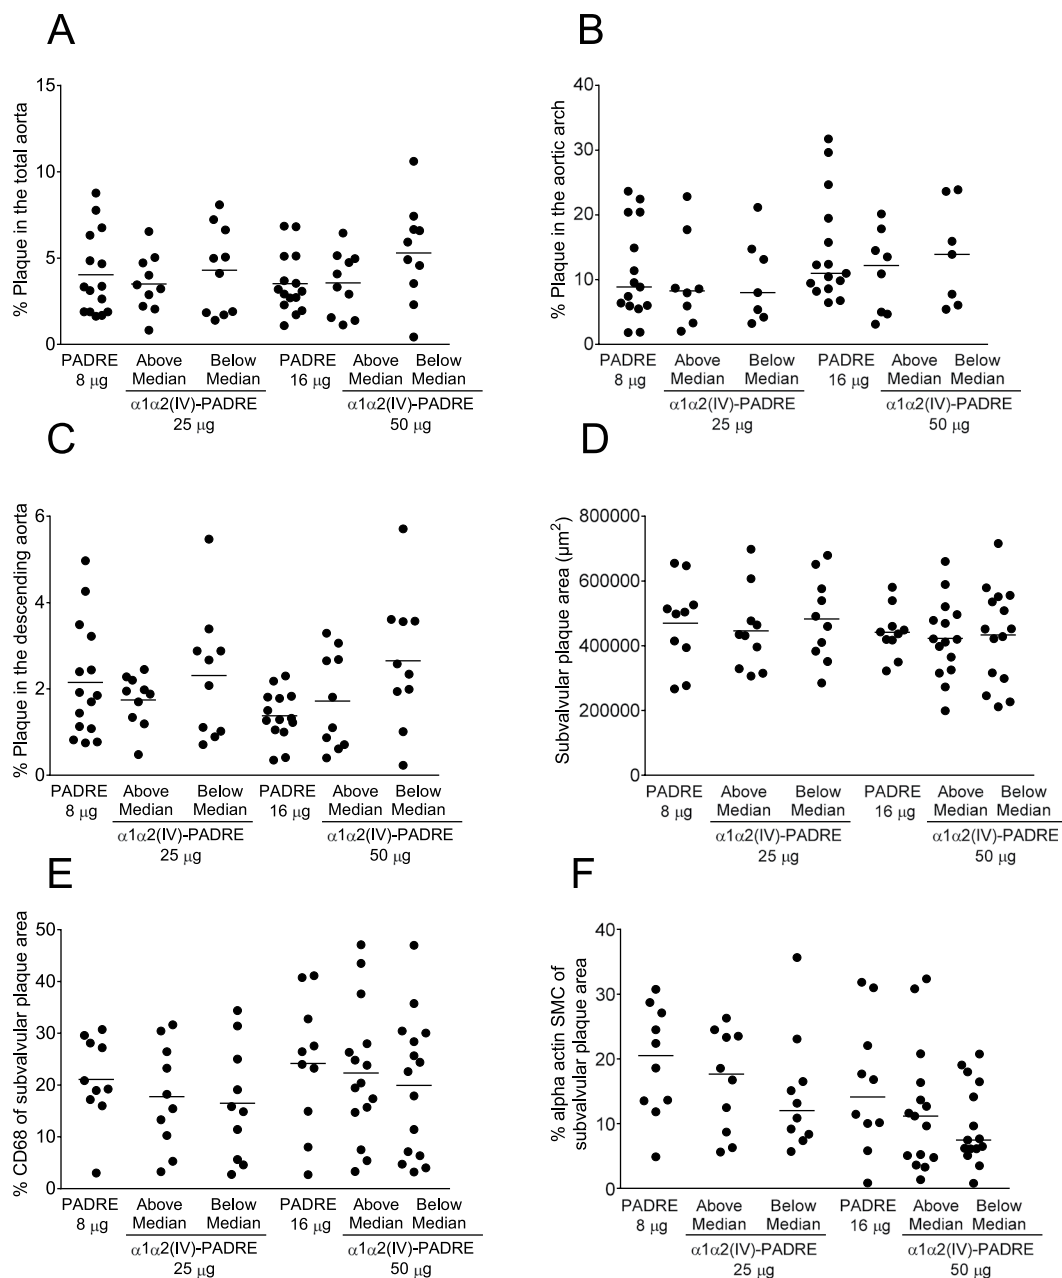 A
% Plaque in the total aorta
15
10
5
0
PADRE
8 µg
Above
Median
Below
Median
α1α2(IV)-PADRE
25 µg
PADRE
16 µg
Above
Median
Below
Median
α1α2(IV)-PADRE
50 µg
B
% Plaque in the aortic arch
40
30
20
10
0
PADRE
8 µg
Above
Median
Below
Median
α1α2(IV)-PADRE
25 µg
PADRE
16 µg
Above
Median
Below
Median
α1α2(IV)-PADRE
50 µg
C
% Plaque in the descending aorta
6
4
2
0
PADRE
8 µg
Above
Median
Below
Median
α1α2(IV)-PADRE
25 µg
PADRE
16 µg
Above
Median
Below
Median
α1α2(IV)-PADRE
50 µg
D
Subvalvular plaque area (µm²)
800000
600000
400000
200000
0
PADRE
8 µg
Above
Median
Below
Median
α1α2(IV)-PADRE
25 µg
PADRE
16 µg
Above
Median
Below
Median
α1α2(IV)-PADRE
50 µg
E
% CD68 of subvalvular plaque area
50
40
30
20
10
0
PADRE
8 µg
Above
Median
Below
Median
α1α2(IV)-PADRE
25 µg
PADRE
16 µg
Above
Median
Below
Median
α1α2(IV)-PADRE
50 µg
F
% alpha actin SMC of
subvalvular plaque area
40
30
20
10
0
PADRE
8 µg
Above
Median
Below
Median
α1α2(IV)-PADRE
25 µg
PADRE
16 µg
Above
Median
Below
Median
α1α2(IV)-PADRE
50 µg